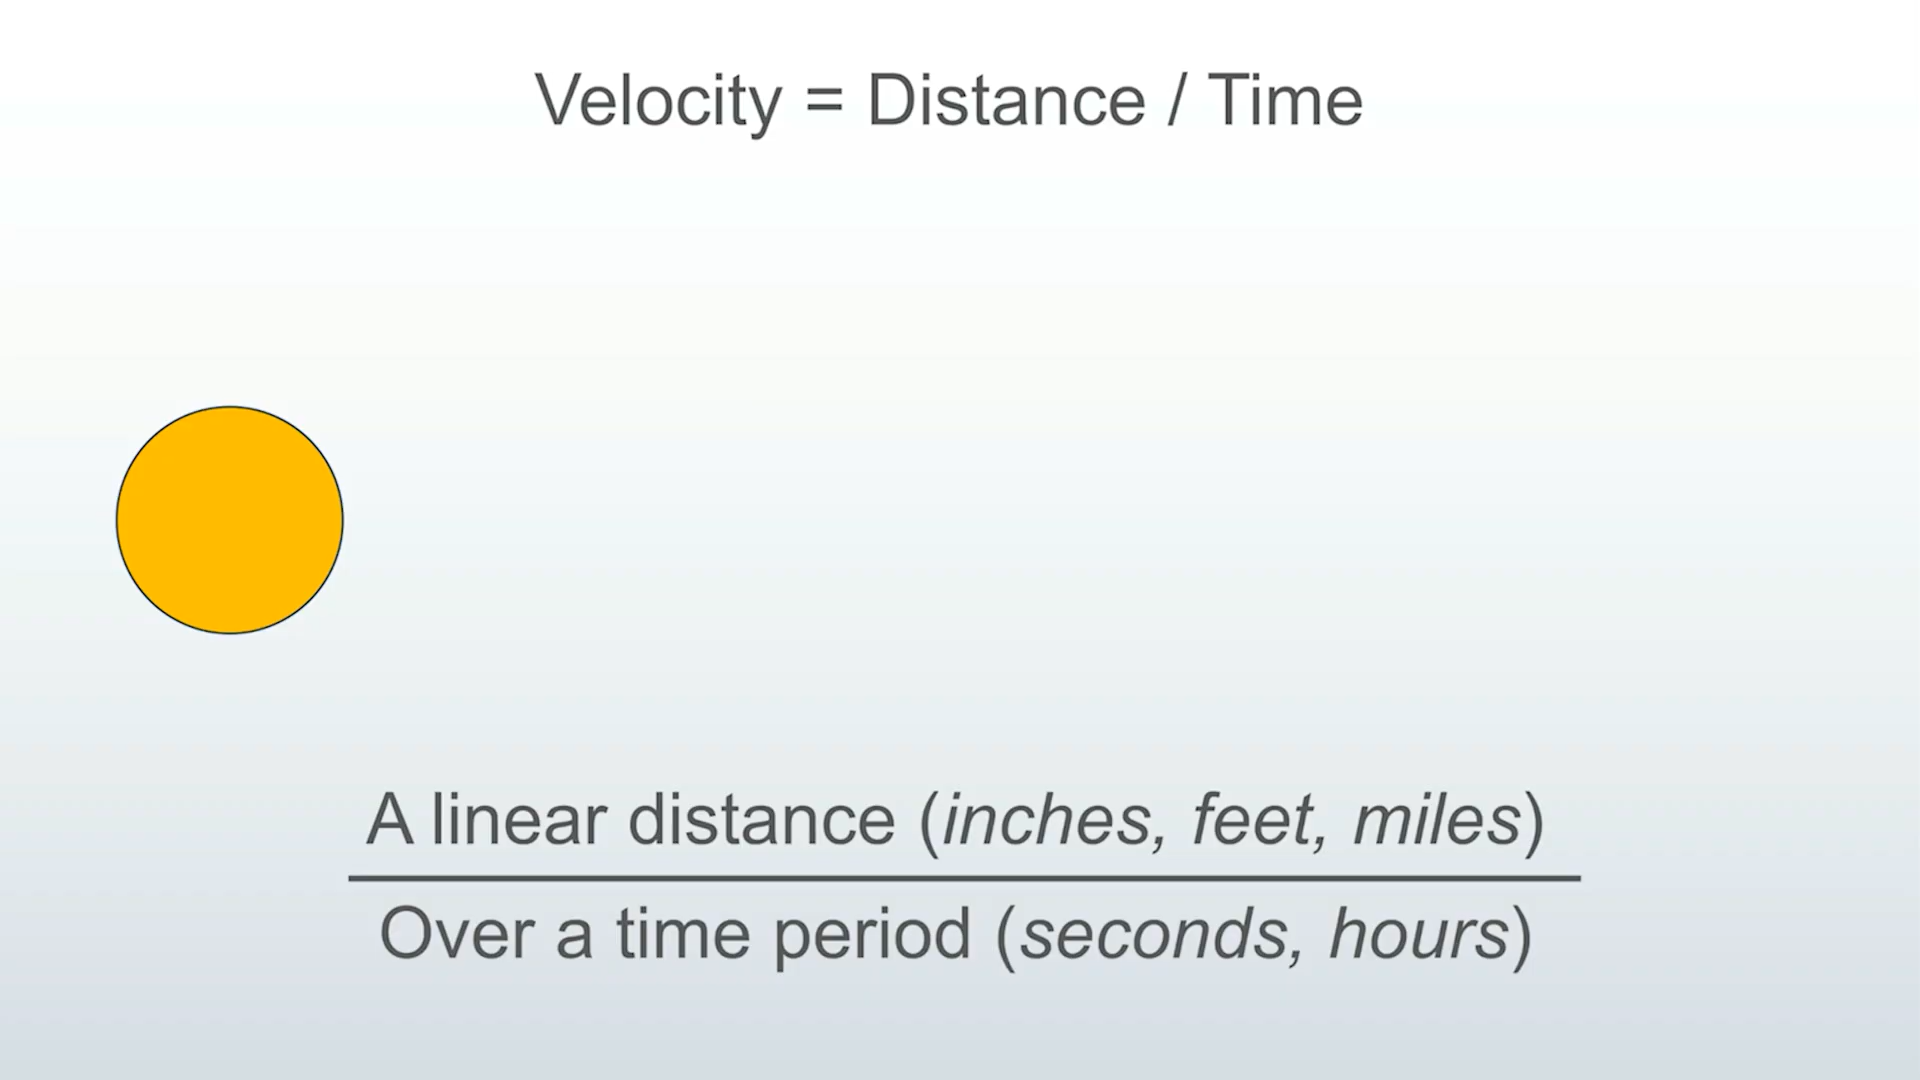 Velocity = Distance / Time
A linear distance (inches, feet, miles)
Over a time period (seconds, hours)